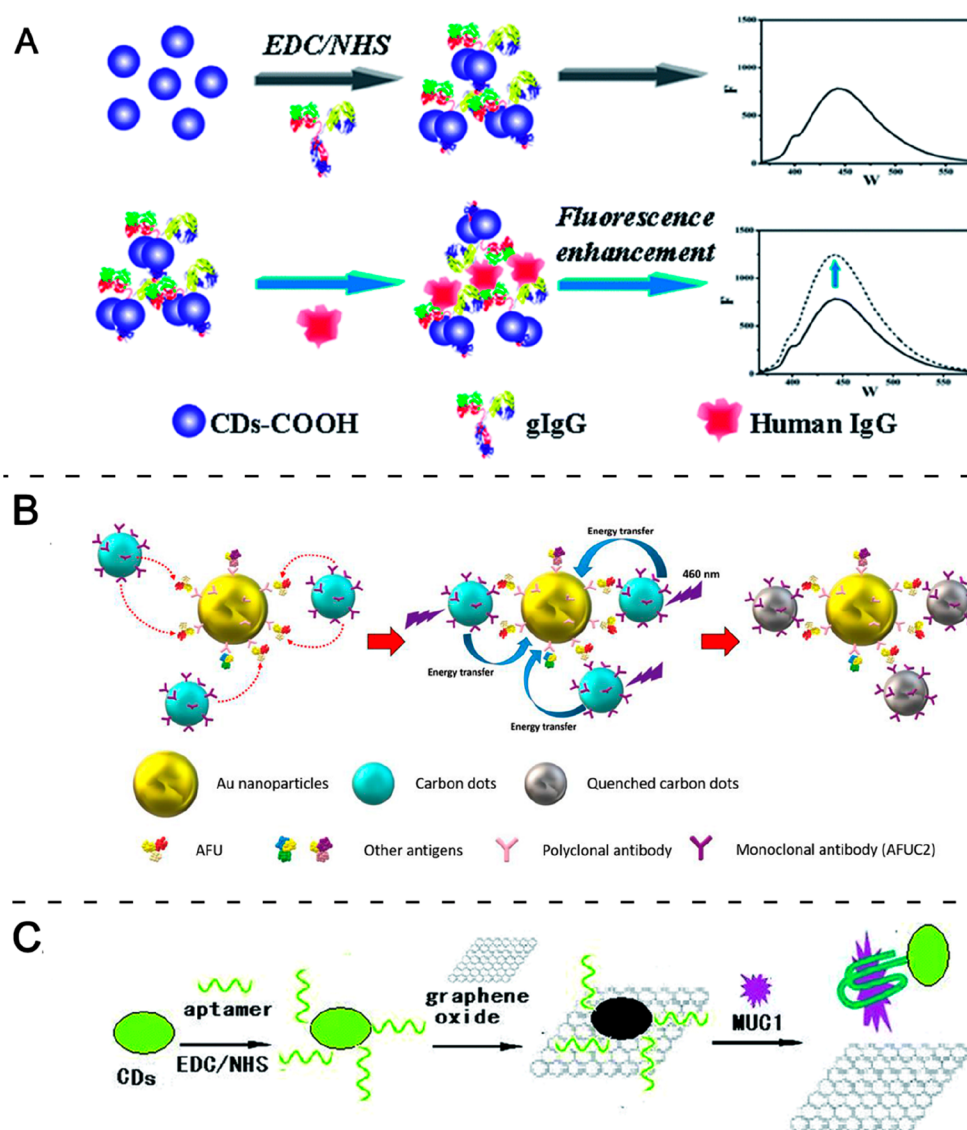 A
EDC/NHS
F
1500
1000
500
0
400
450
500
550
W
Fluorescence
enhancement
F
1500
1000
500
0
400
450
500
550
W
CDs-COOH
gIgG
Human IgG
B
Energy transfer
460 nm
Energy transfer
Energy transfer
Au nanoparticles
Carbon dots
Quenched carbon dots
AFU
Other antigens
Polyclonal antibody
Monoclonal antibody (AFUC2)
C
aptamer
EDC/NHS
CDs
graphene
oxide
MUC1